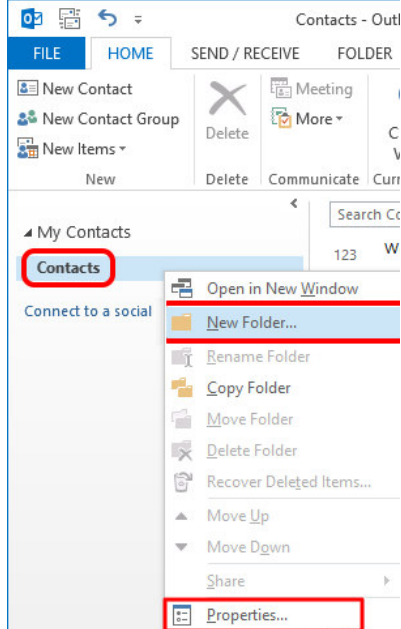 Contacts - Outl
FILE HOME SEND / RECEIVE FOLDER
New Contact
New Contact Group
New Items
Delete
Meeting
More
New Delete Communicate Curr
My Contacts
Contacts
Connect to a social
Search Co
123 W
Open in New Window
New Folder...
Rename Folder
Copy Folder
Move Folder
Delete Folder
Recover Deleted Items...
Move Up
Move Down
Share
Properties...